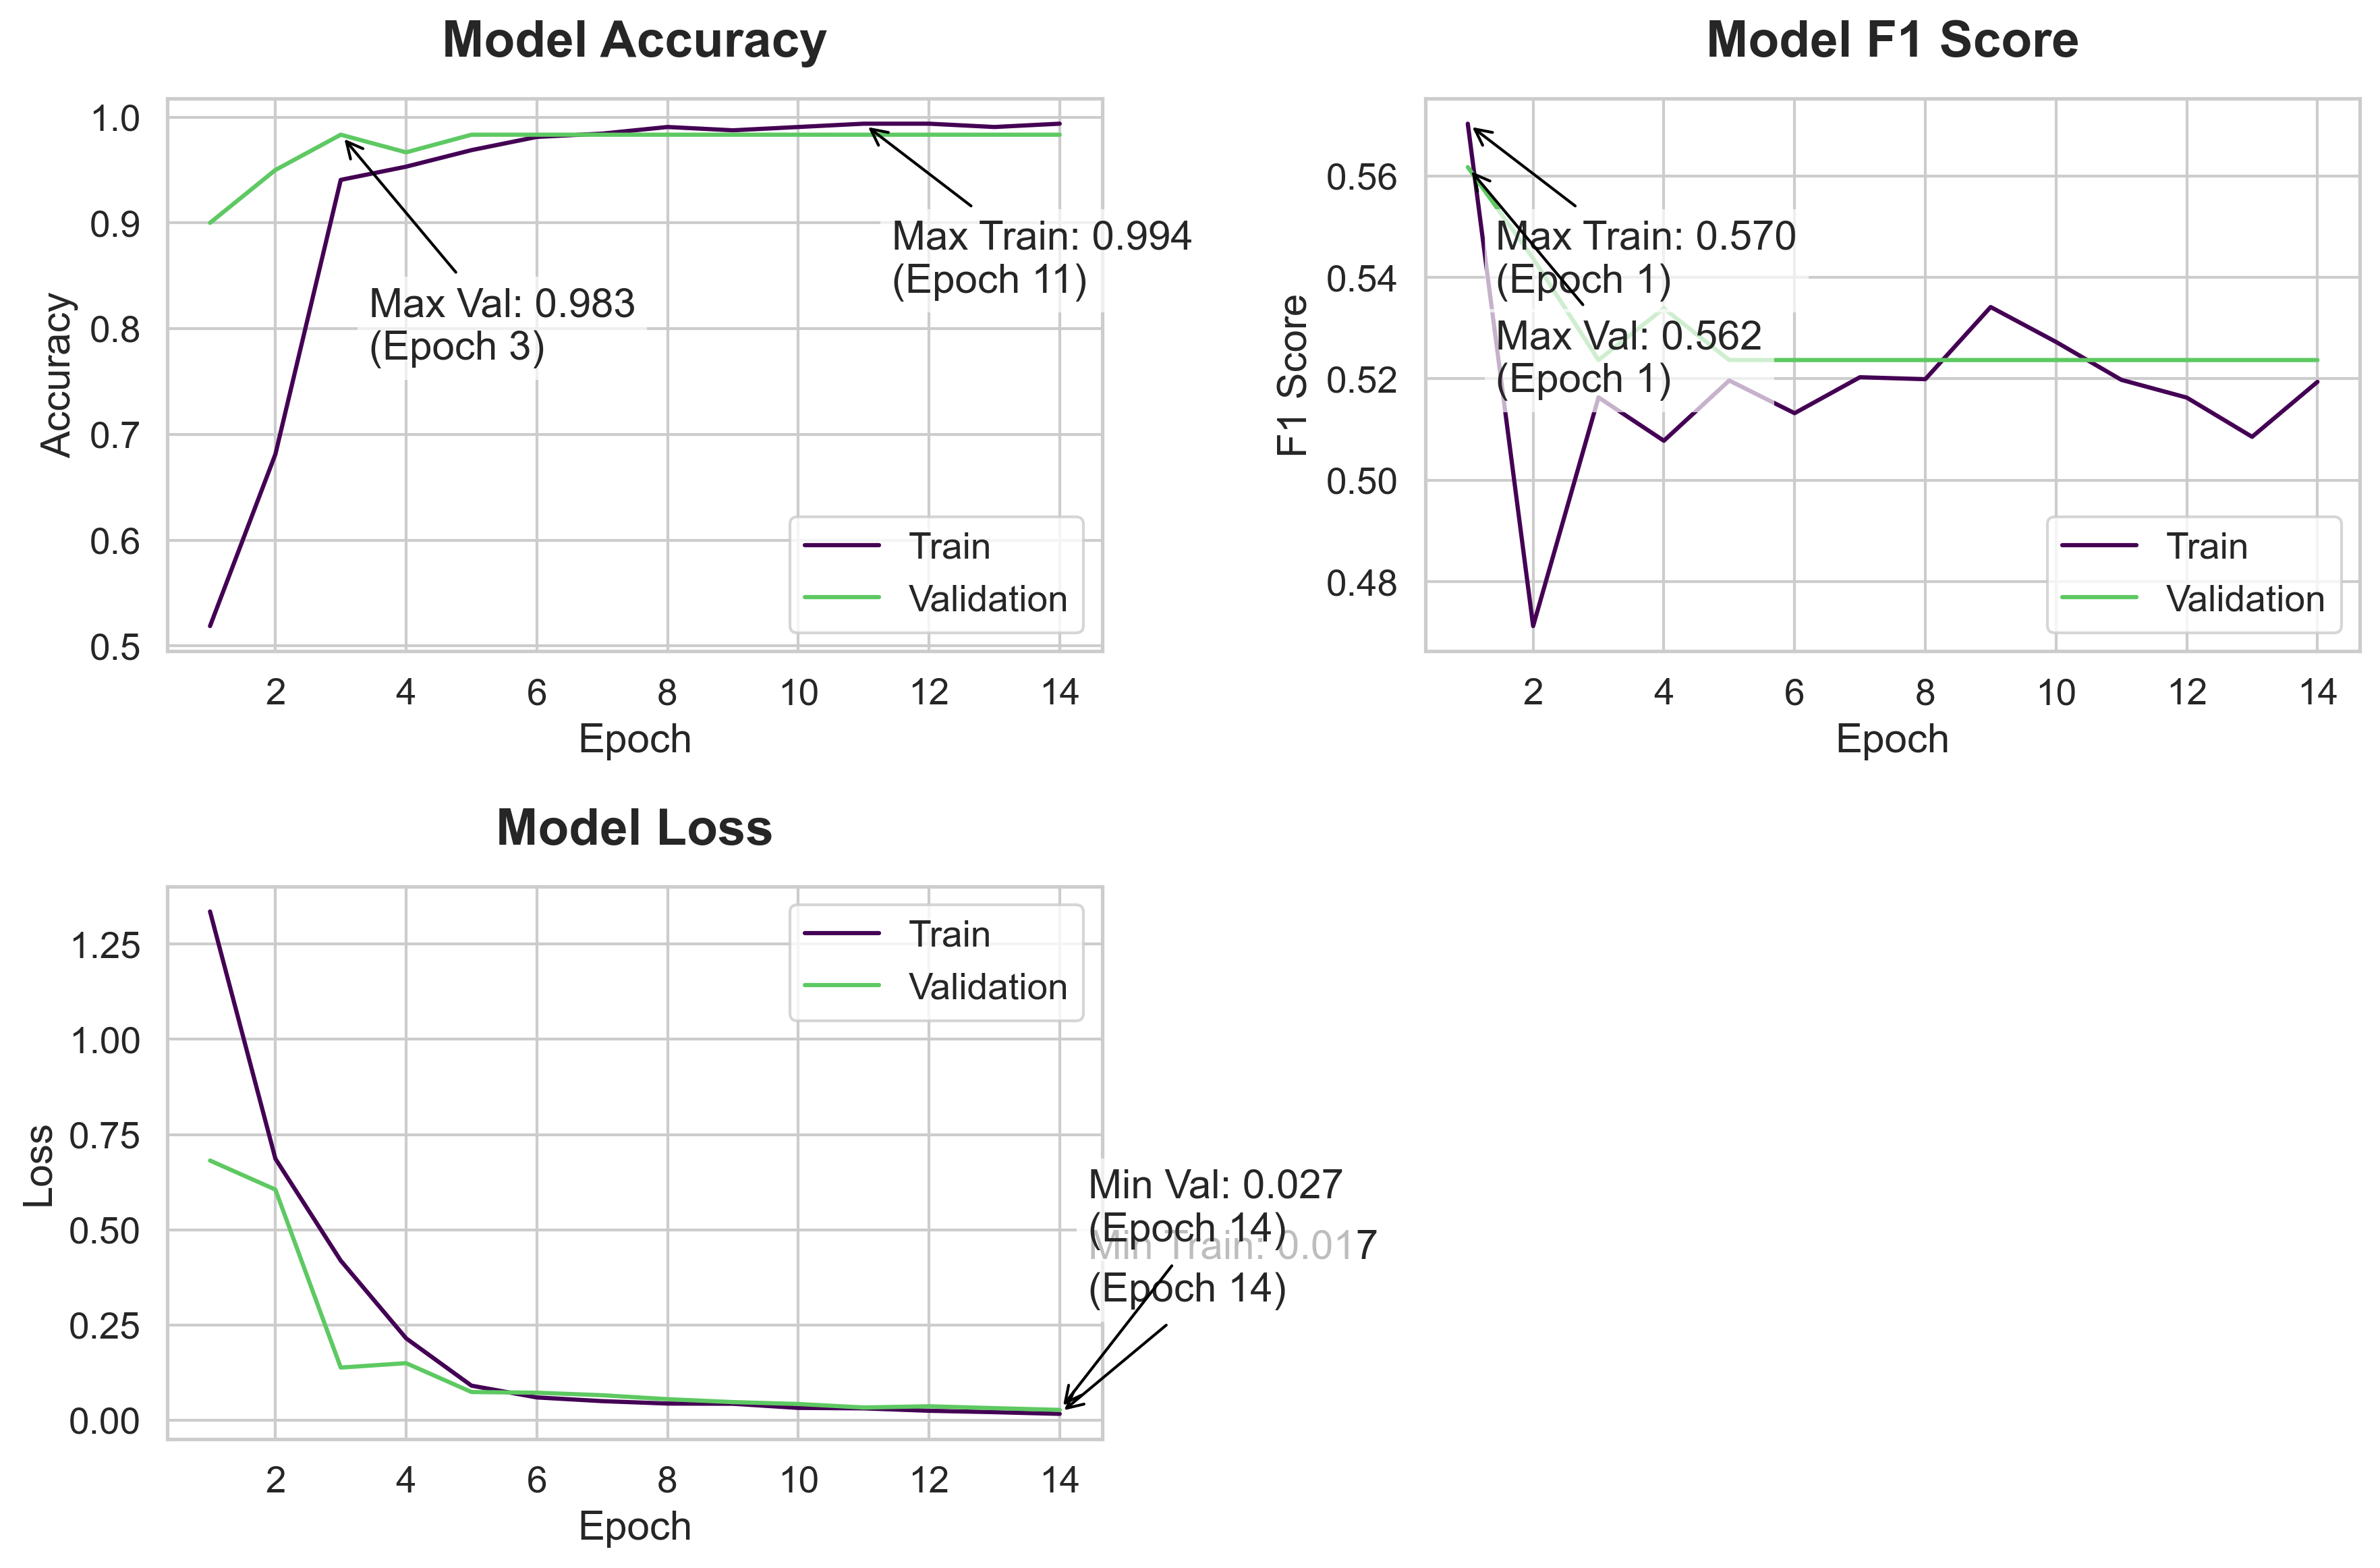 Model Accuracy
1.0
0.9
0.8
0.7
0.6
0.5
Accuracy
Max Val: 0.983
(Epoch 3)
Max Train: 0.994
(Epoch 11)
Train
Validation
2 4 6 8 10 12 14
Epoch
Model F1 Score
0.56
0.54
0.52
0.50
0.48
F1 Score
Max Train: 0.570
(Epoch 1)
Max Val: 0.562
(Epoch 1)
Train
Validation
2 4 6 8 10 12 14
Epoch
Model Loss
1.25
1.00
0.75
0.50
0.25
0.00
Loss
Train
Validation
Min Val: 0.027
(Epoch 14)
Min Train: 0.017
(Epoch 14)
2 4 6 8 10 12 14
Epoch